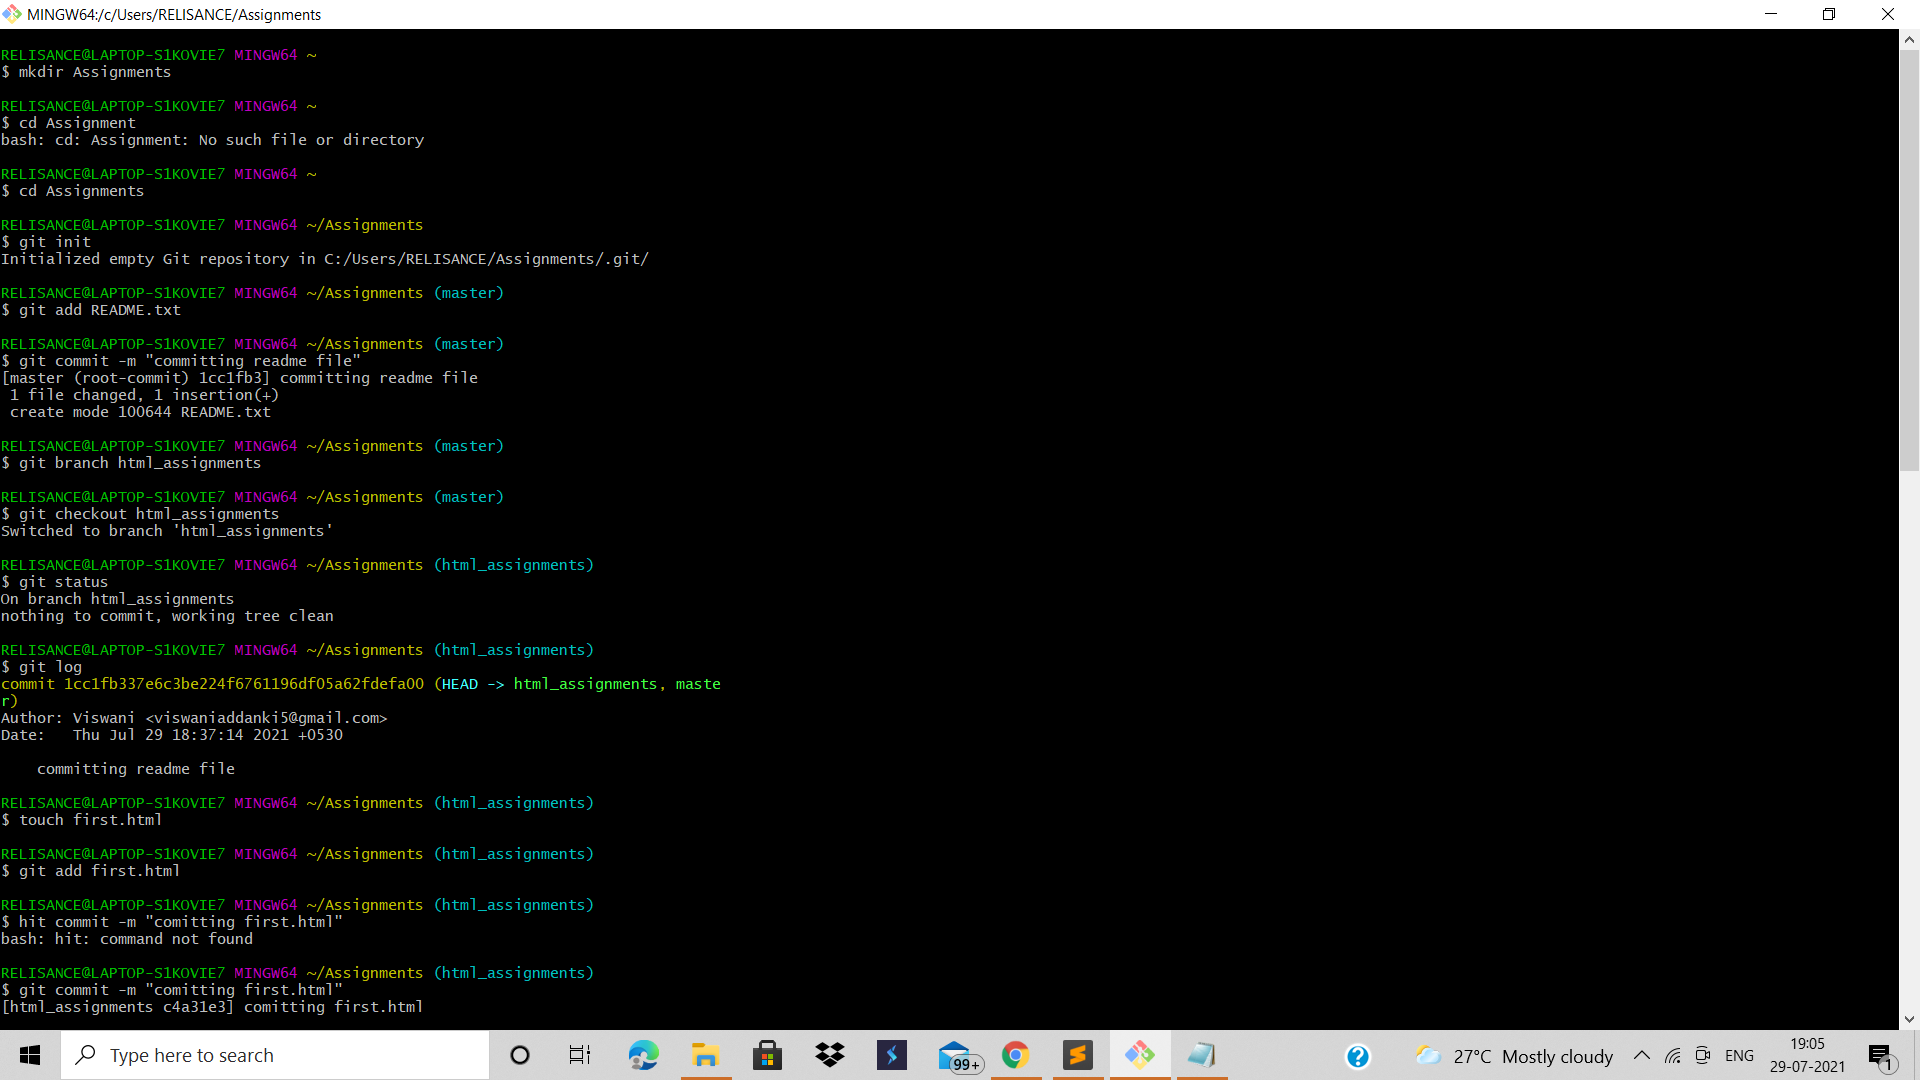 MINGW64:/c/Users/RELISANCE/Assignments
RELISANCE@LAPTOP-S1KOVIE7 MINGW64 ~
$ mkdir Assignments
RELISANCE@LAPTOP-S1KOVIE7 MINGW64 ~
$ cd Assignment
bash: cd: Assignment: No such file or directory
RELISANCE@LAPTOP-S1KOVIE7 MINGW64 ~
$ cd Assignments
RELISANCE@LAPTOP-S1KOVIE7 MINGW64 ~/Assignments
$ git init
Initialized empty Git repository in C:/Users/RELISANCE/Assignments/.git/
RELISANCE@LAPTOP-S1KOVIE7 MINGW64 ~/Assignments (master)
$ git add README.txt
RELISANCE@LAPTOP-S1KOVIE7 MINGW64 ~/Assignments (master)
$ git commit -m "committing readme file"
[master (root-commit) 1cc1fb3] committing readme file
1 file changed, 1 insertion(+)
create mode 100644 README.txt
RELISANCE@LAPTOP-S1KOVIE7 MINGW64 ~/Assignments (master)
$ git branch html_assignments
RELISANCE@LAPTOP-S1KOVIE7 MINGW64 ~/Assignments (master)
$ git checkout html_assignments
Switched to branch 'html_assignments'
RELISANCE@LAPTOP-S1KOVIE7 MINGW64 ~/Assignments (html_assignments)
$ git status
On branch html_assignments
nothing to commit, working tree clean
RELISANCE@LAPTOP-S1KOVIE7 MINGW64 ~/Assignments (html_assignments)
$ git log
commit 1cc1fb337e6c3be224f6761196df05a62fdefa00 (HEAD -> html_assignments, maste
r)
Author: Viswani <viswaniaddanki5@gmail.com>
Date:   Thu Jul 29 18:37:14 2021 +0530
committing readme file
RELISANCE@LAPTOP-S1KOVIE7 MINGW64 ~/Assignments (html_assignments)
$ touch first.html
RELISANCE@LAPTOP-S1KOVIE7 MINGW64 ~/Assignments (html_assignments)
$ git add first.html
RELISANCE@LAPTOP-S1KOVIE7 MINGW64 ~/Assignments (html_assignments)
$ hit commit -m "comitting first.html"
bash: hit: command not found
RELISANCE@LAPTOP-S1KOVIE7 MINGW64 ~/Assignments (html_assignments)
$ git commit -m "comitting first.html"
[html_assignments c4a31e3] comitting first.html
Type here to search
99+
27°C Mostly cloudy
ENG
19:05
29-07-2021
1